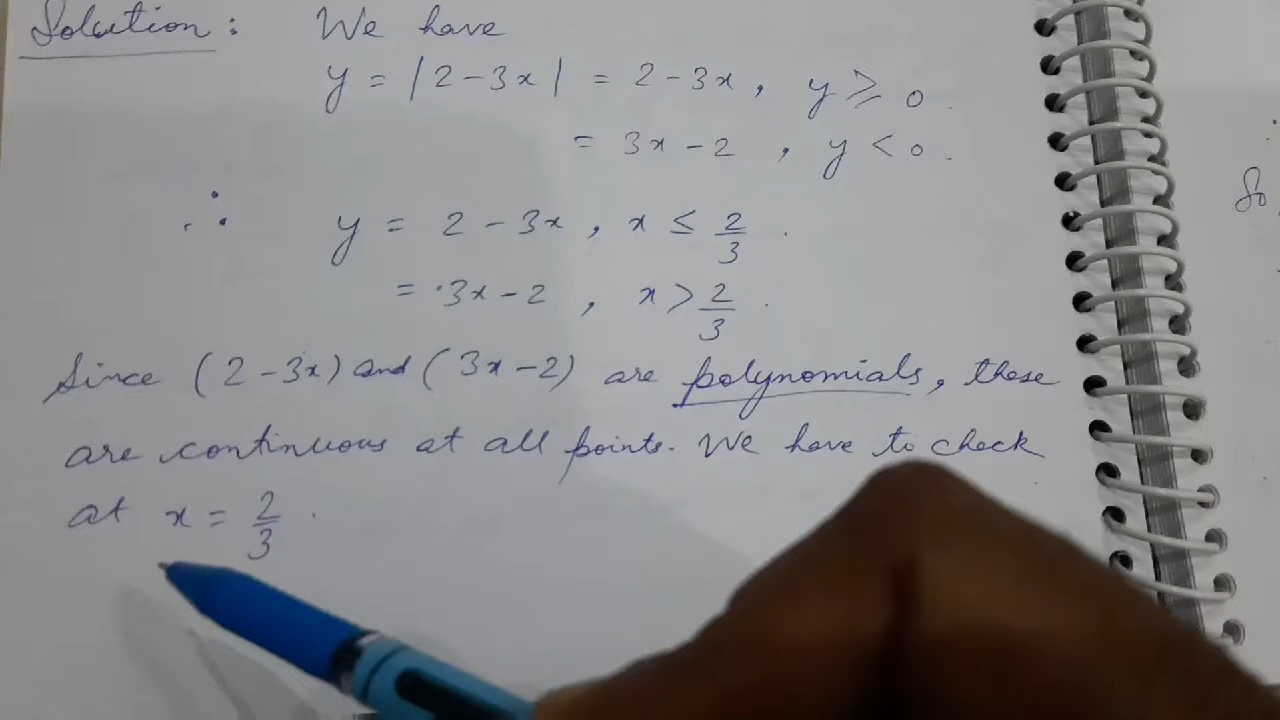 Solution : We have
y = |2-3x| = 2-3x, y ≥ 0.
= 3x-2, y < 0.
∴ y = 2-3x, x ≤ 2/3.
= 3x-2, x > 2/3.
Since (2-3x) and (3x-2) are polynomials, these
are continuous at all points. We have to check
at x = 2/3.
So,